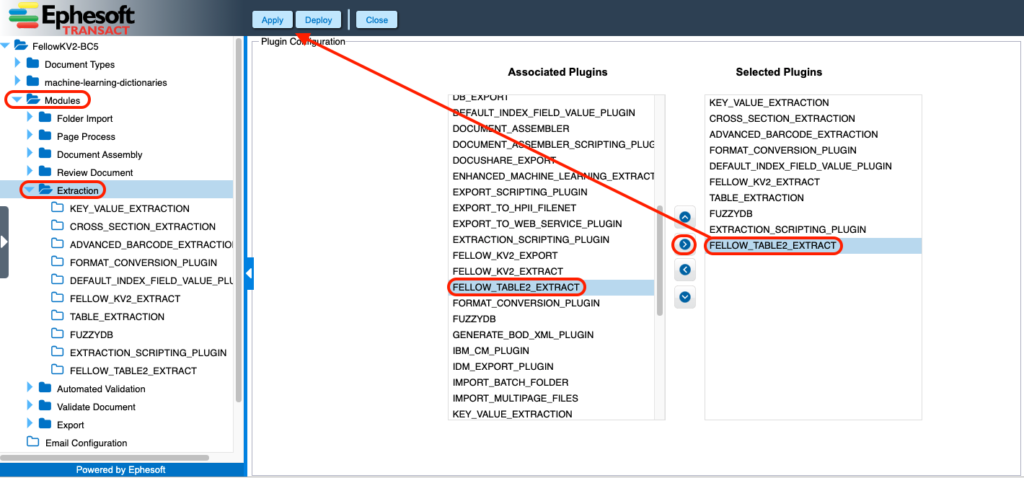 Ephesoft
TRANSACT
Apply
Deploy
Close
FellowKV2-BC5
Document Types
machine-learning-dictionaries
Modules
Folder Import
Page Process
Document Assembly
Review Document
Extraction
KEY_VALUE_EXTRACTION
CROSS_SECTION_EXTRACTION
ADVANCED_BARCODE_EXTRACTIO
FORMAT_CONVERSION_PLUGIN
DEFAULT_INDEX_FIELD_VALUE_PLU
FELLOW_KV2_EXTRACT
TABLE_EXTRACTION
FUZZYDB
EXTRACTION_SCRIPTING_PLUGIN
FELLOW_TABLE2_EXTRACT
Automated Validation
Validate Document
Export
Email Configuration
Powered by Ephesoft
Plugin Configuration
Associated Plugins
DB_EXPORT
DEFAULT_INDEX_FIELD_VALUE_PLUGIN
DOCUMENT_ASSEMBLER
DOCUMENT_ASSEMBLER_SCRIPTING_PLUG
DOCUSHARE_EXPORT
ENHANCED_MACHINE_LEARNING_EXTRACT
EXPORT_SCRIPTING_PLUGIN
EXPORT_TO_HPII_FILENET
EXPORT_TO_WEB_SERVICE_PLUGIN
EXTRACTION_SCRIPTING_PLUGIN
FELLOW_KV2_EXPORT
FELLOW_KV2_EXTRACT
FELLOW_TABLE2_EXTRACT
FORMAT_CONVERSION_PLUGIN
FUZZYDB
GENERATE_BOD_XML_PLUGIN
IBM_CM_PLUGIN
IDM_EXPORT_PLUGIN
IMPORT_BATCH_FOLDER
IMPORT_MULTIPAGE_FILES
KEY_VALUE_EXTRACTION
Selected Plugins
KEY_VALUE_EXTRACTION
CROSS_SECTION_EXTRACTION
ADVANCED_BARCODE_EXTRACTION
FORMAT_CONVERSION_PLUGIN
DEFAULT_INDEX_FIELD_VALUE_PLUGIN
FELLOW_KV2_EXTRACT
TABLE_EXTRACTION
FUZZYDB
EXTRACTION_SCRIPTING_PLUGIN
FELLOW_TABLE2_EXTRACT